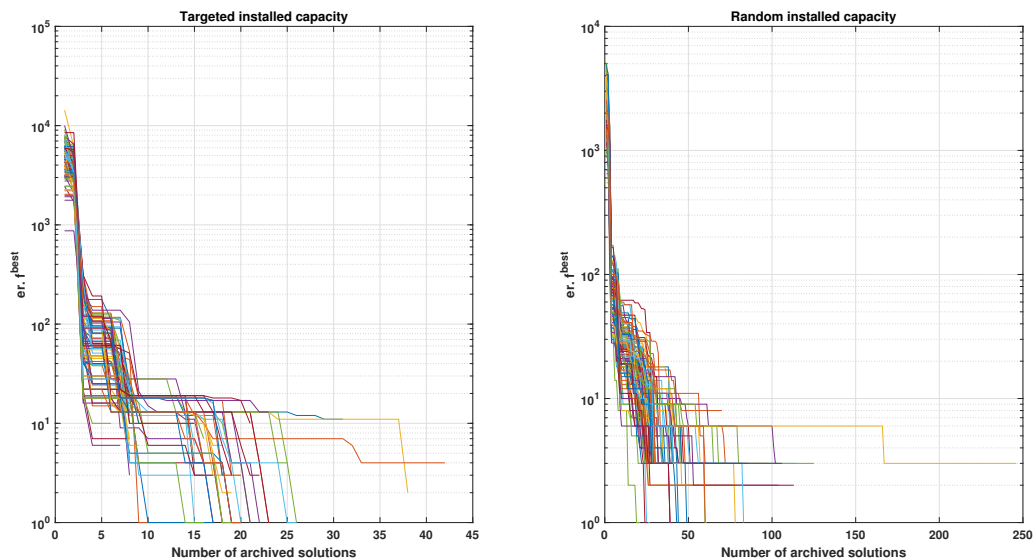 Targeted installed capacity
10^5
10^4
10^3
10^2
10^1
10^0
er. f^best
0 5 10 15 20 25 30 35 40 45
Number of archived solutions
Random installed capacity
10^4
10^3
10^2
10^1
10^0
er. f^best
0 50 100 150 200 250
Number of archived solutions